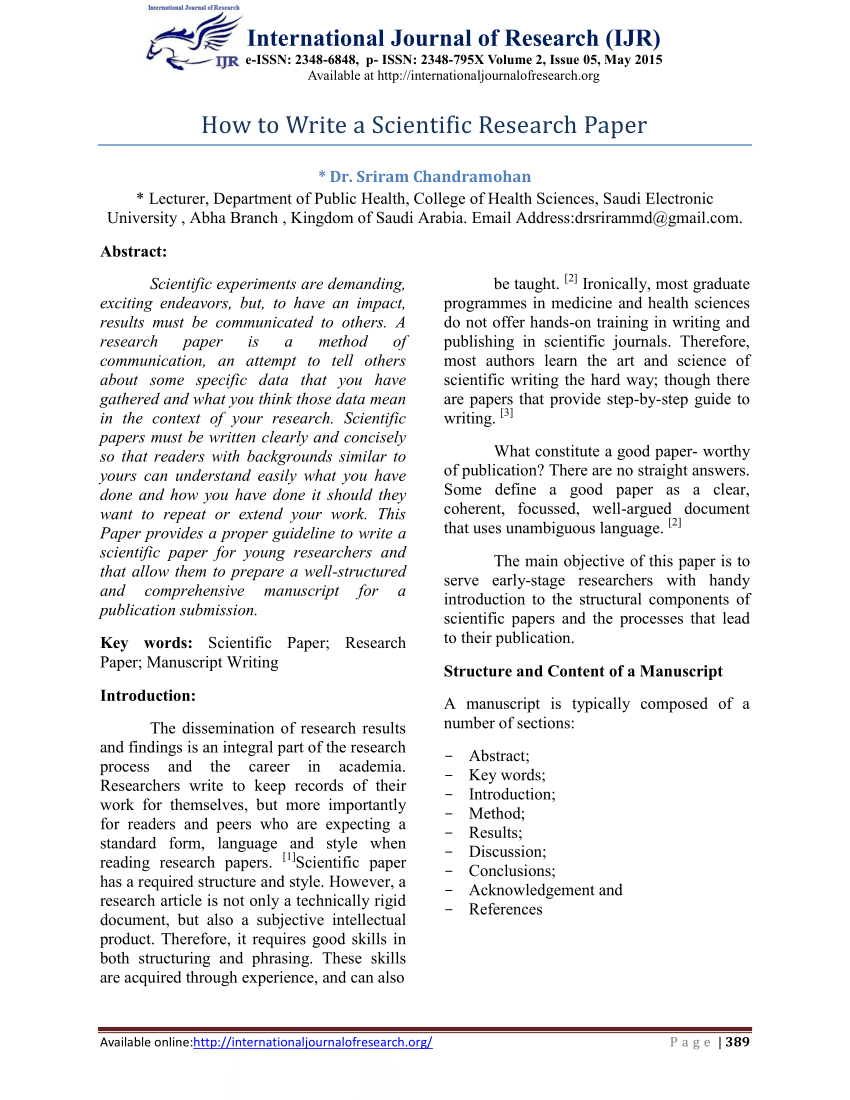 International Journal of Research (IJR)
International Journal of Research
IJR
e-ISSN: 2348-6848, p- ISSN: 2348-795X Volume 2, Issue 05, May 2015
Available at http://internationaljournalofresearch.org
How to Write a Scientific Research Paper
* Dr. Sriram Chandramohan
* Lecturer, Department of Public Health, College of Health Sciences, Saudi Electronic
University , Abha Branch , Kingdom of Saudi Arabia. Email Address:drsrirammd@gmail.com.
Abstract:
Scientific experiments are demanding,
exciting endeavors, but, to have an impact,
results must be communicated to others. A
research paper is a method of
communication, an attempt to tell others
about some specific data that you have
gathered and what you think those data mean
in the context of your research. Scientific
papers must be written clearly and concisely
so that readers with backgrounds similar to
yours can understand easily what you have
done and how you have done it should they
want to repeat or extend your work. This
Paper provides a proper guideline to write a
scientific paper for young researchers and
that allow them to prepare a well-structured
and comprehensive manuscript for a
publication submission.
Key words: Scientific Paper; Research
Paper; Manuscript Writing
Introduction:
The dissemination of research results
and findings is an integral part of the research
process and the career in academia.
Researchers write to keep records of their
work for themselves, but more importantly
for readers and peers who are expecting a
standard form, language and style when
reading research papers. [1]Scientific paper
has a required structure and style. However, a
research article is not only a technically rigid
document, but also a subjective intellectual
product. Therefore, it requires good skills in
both structuring and phrasing. These skills
are acquired through experience, and can also
be taught. [2] Ironically, most graduate
programmes in medicine and health sciences
do not offer hands-on training in writing and
publishing in scientific journals. Therefore,
most authors learn the art and science of
scientific writing the hard way; though there
are papers that provide step-by-step guide to
writing. [3]
What constitute a good paper- worthy
of publication? There are no straight answers.
Some define a good paper as a clear,
coherent, focussed, well-argued document
that uses unambiguous language. [2]
The main objective of this paper is to
serve early-stage researchers with handy
introduction to the structural components of
scientific papers and the processes that lead
to their publication.
Structure and Content of a Manuscript
A manuscript is typically composed of a
number of sections:
− Abstract;
− Key words;
− Introduction;
− Method;
− Results;
− Discussion;
− Conclusions;
− Acknowledgement and
− References
Available online:http://internationaljournalofresearch.org/
P a g e | 389